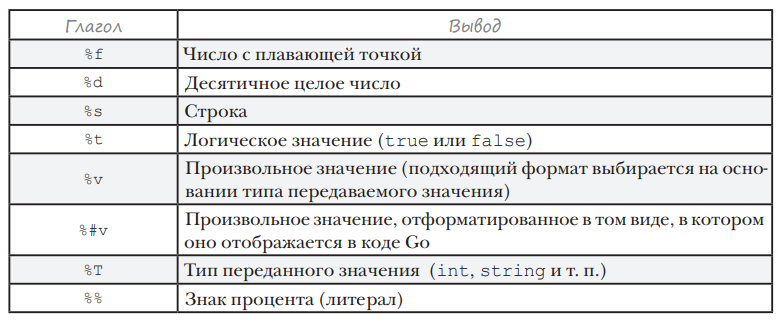 Глагол Вывод
%f Число с плавающей точкой
%d Десятичное целое число
%s Строка
%t Логическое значение (true или false)
%v Произвольное значение (подходящий формат выбирается на осно-
вании типа передаваемого значения)
%#v Произвольное значение, отформатированное в том виде, в котором
оно отображается в коде Go
%T Тип переданного значения (int, string и т. п.)
%% Знак процента (литерал)